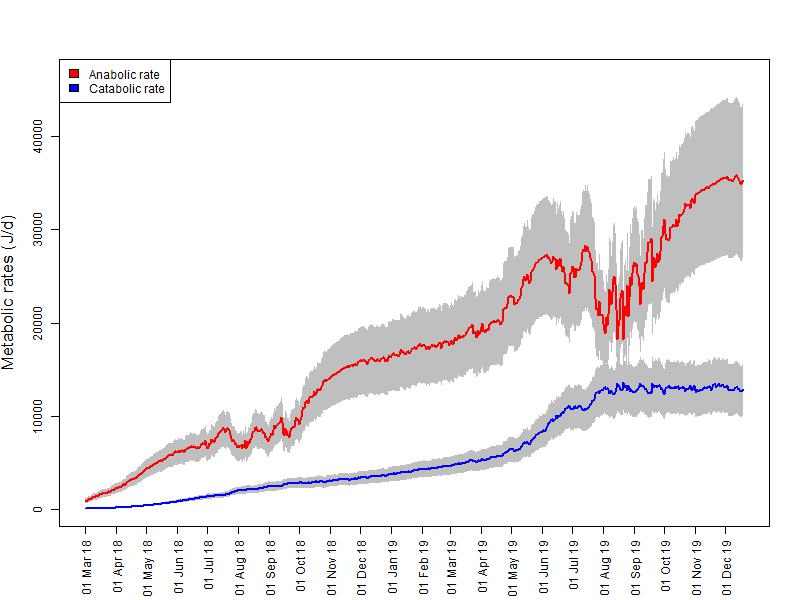 Anabolic rate
Catabolic rate
Metabolic rates (J/d)
40000
30000
20000
10000
0
01 Mar 18
01 Apr 18
01 May 18
01 Jun 18
01 Jul 18
01 Aug 18
01 Sep 18
01 Oct 18
01 Nov 18
01 Dec 18
01 Jan 19
01 Feb 19
01 Mar 19
01 Apr 19
01 May 19
01 Jun 19
01 Jul 19
01 Aug 19
01 Sep 19
01 Oct 19
01 Nov 19
01 Dec 19